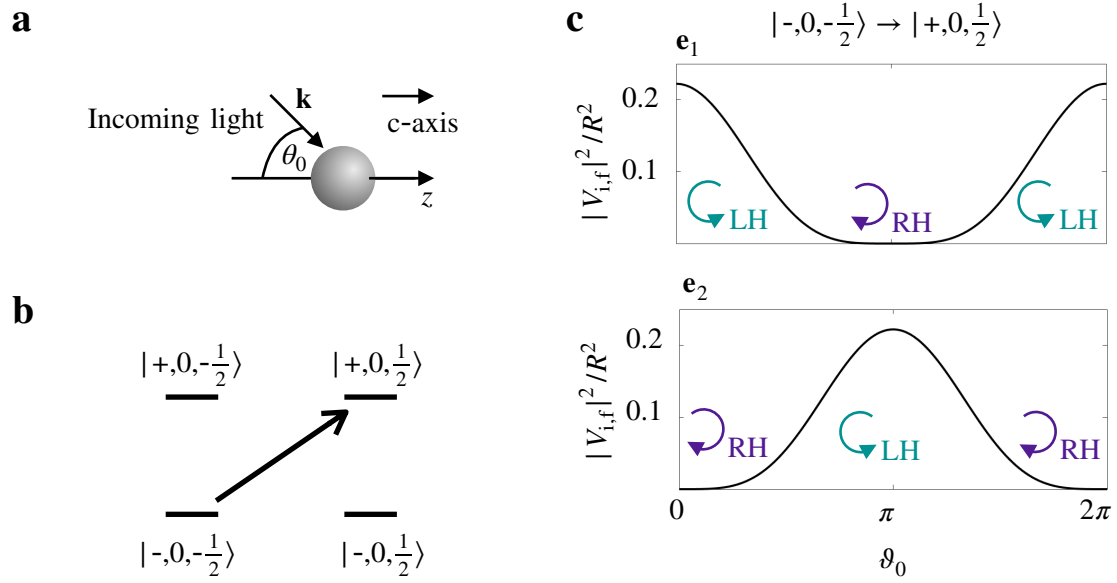 a
k
Incoming light
c-axis
θ₀
z
b
|+,0,-1/2⟩
|+,0,1/2⟩
|-,0,-1/2⟩
|-,0,1/2⟩
c
|-,0,-1/2⟩ → |+,0,1/2⟩
e₁
|V_{i,f}|²/R²
0.2
0.1
LH
RH
LH
e₂
|V_{i,f}|²/R²
0.2
0.1
RH
LH
RH
0
π
2π
ϑ₀